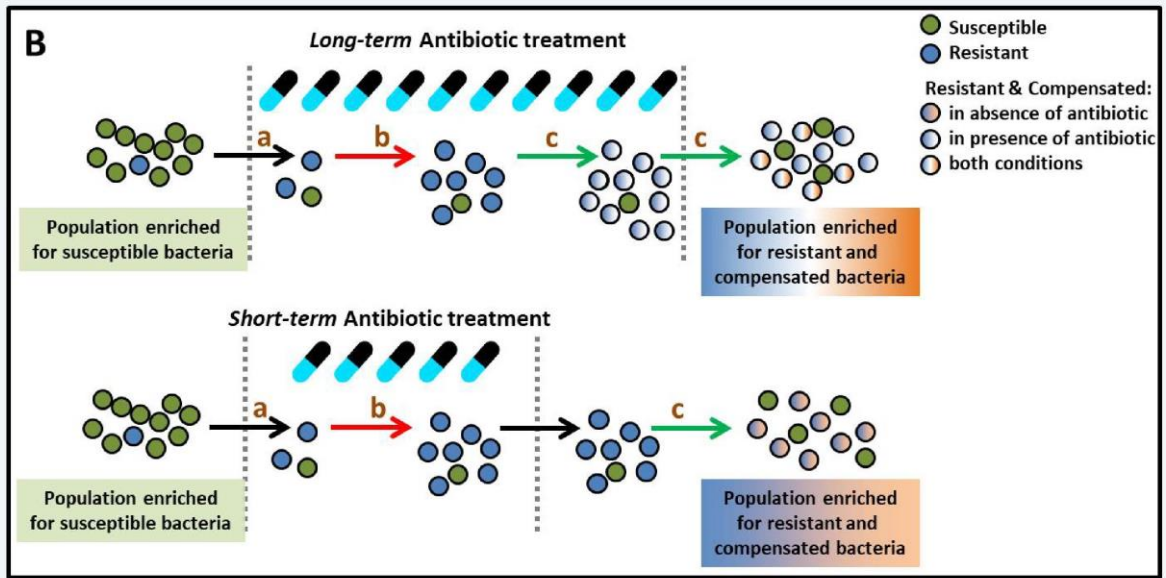 B
Long-term Antibiotic treatment
Susceptible
Resistant
Resistant & Compensated:
in absence of antibiotic
in presence of antibiotic
both conditions
a
b
c
c
Population enriched
for susceptible bacteria
Population enriched
for resistant and
compensated bacteria
Short-term Antibiotic treatment
a
b
c
Population enriched
for susceptible bacteria
Population enriched
for resistant and
compensated bacteria